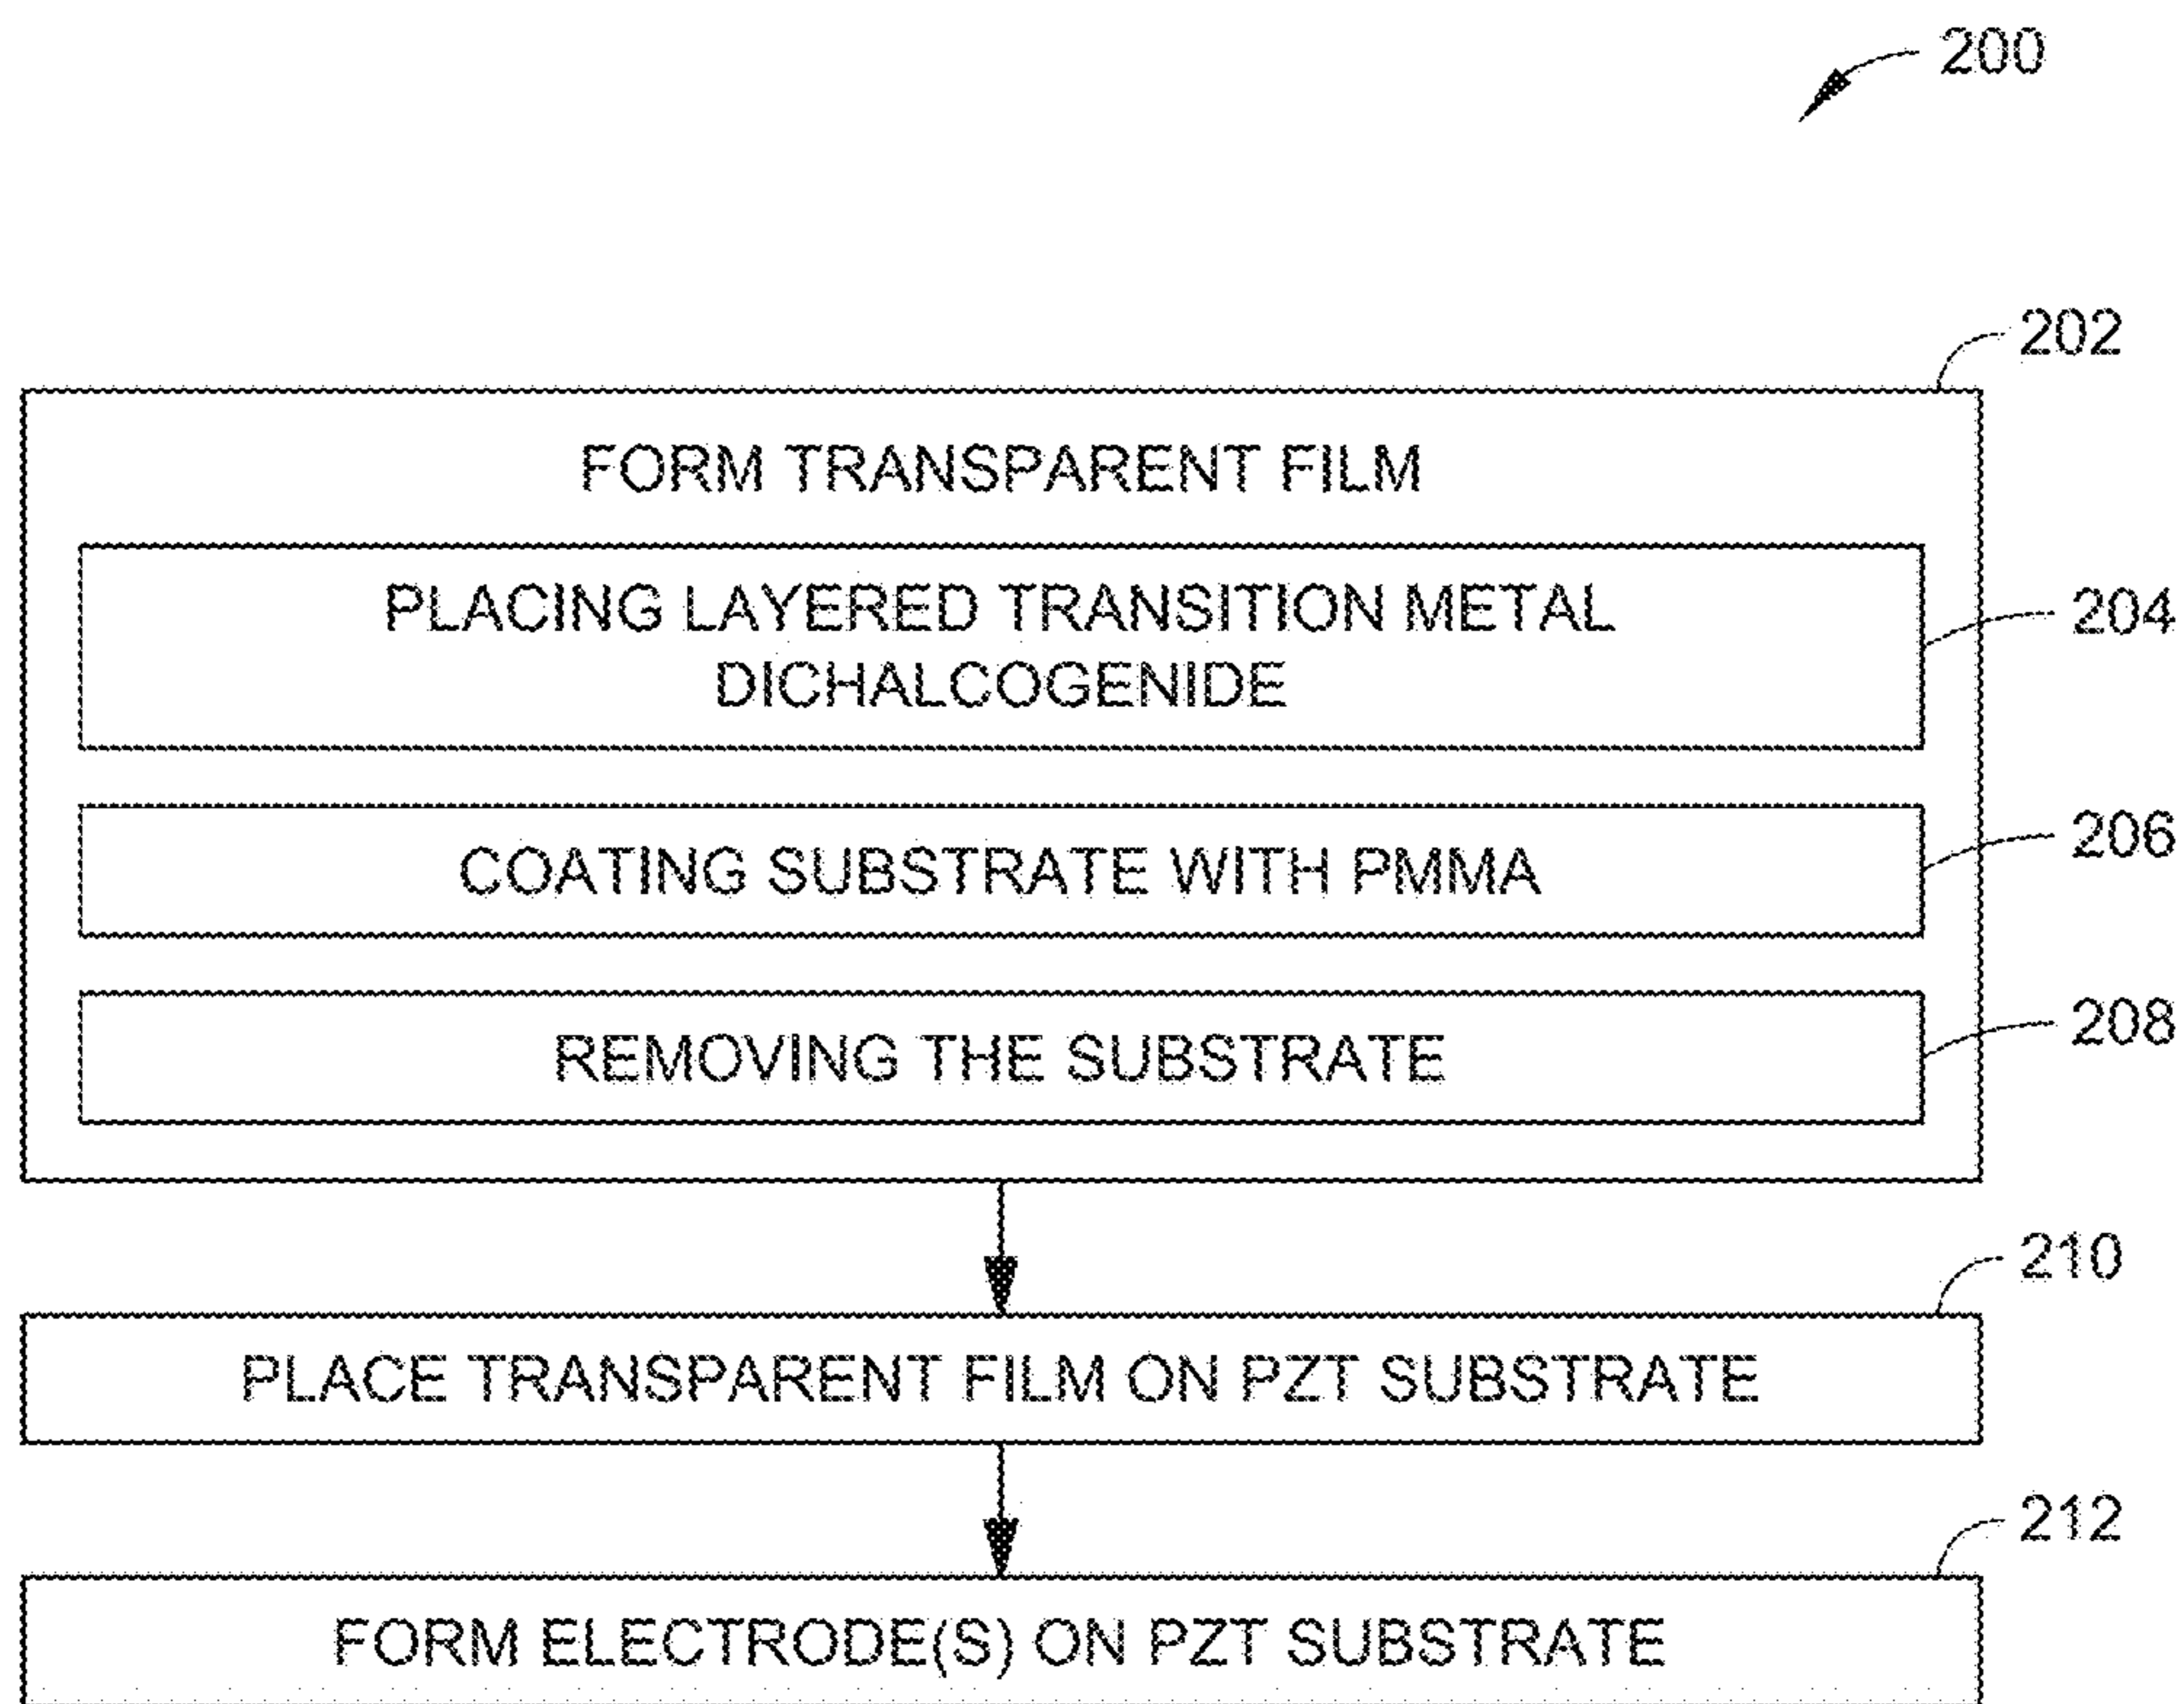 200
202
FORM TRANSPARENT FILM
PLACING LAYERED TRANSITION METAL
DICHALCOGENIDE
204
COATING SUBSTRATE WITH PMMA
206
REMOVING THE SUBSTRATE
208
210
PLACE TRANSPARENT FILM ON PZT SUBSTRATE
212
FORM ELECTRODE(S) ON PZT SUBSTRATE